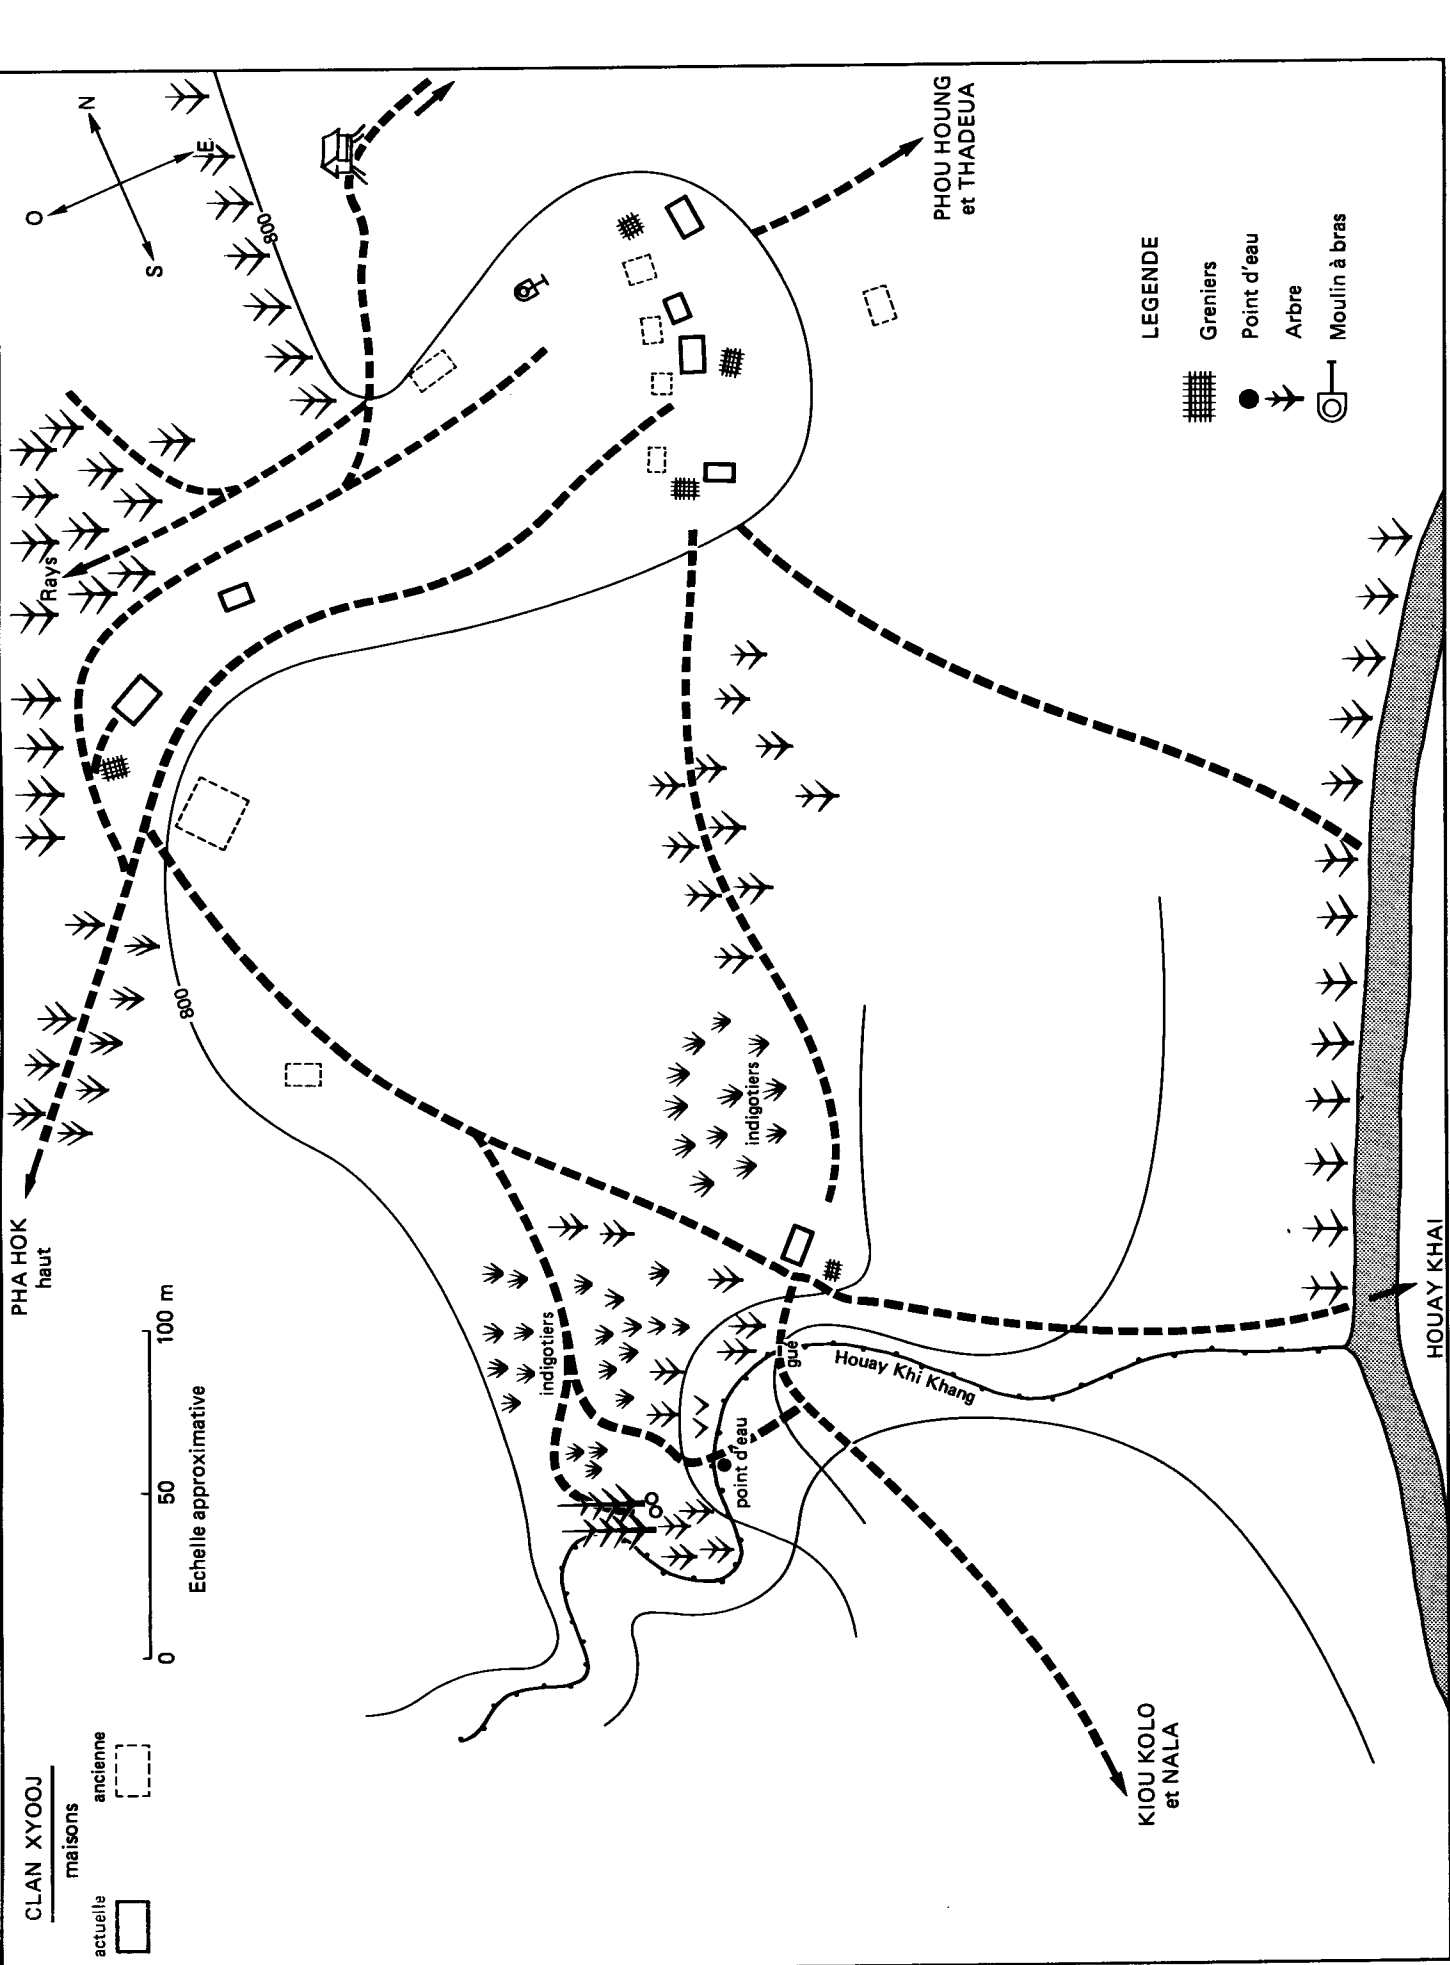 CLAN XYOOJ
maisons
actuelle
ancienne
0
50
100 m
Echelle approximative
PHA HOK
haut
Rays
N
E
S
O
800
800
PHOU HOUNG
et THADEUA
LEGENDE
Greniers
Point d'eau
Arbre
Moulin à bras
indigotiers
indigotiers
point d'eau
gué
Houay Khi Khang
KIOU KOLO
et NALA
HOUAY KHAI